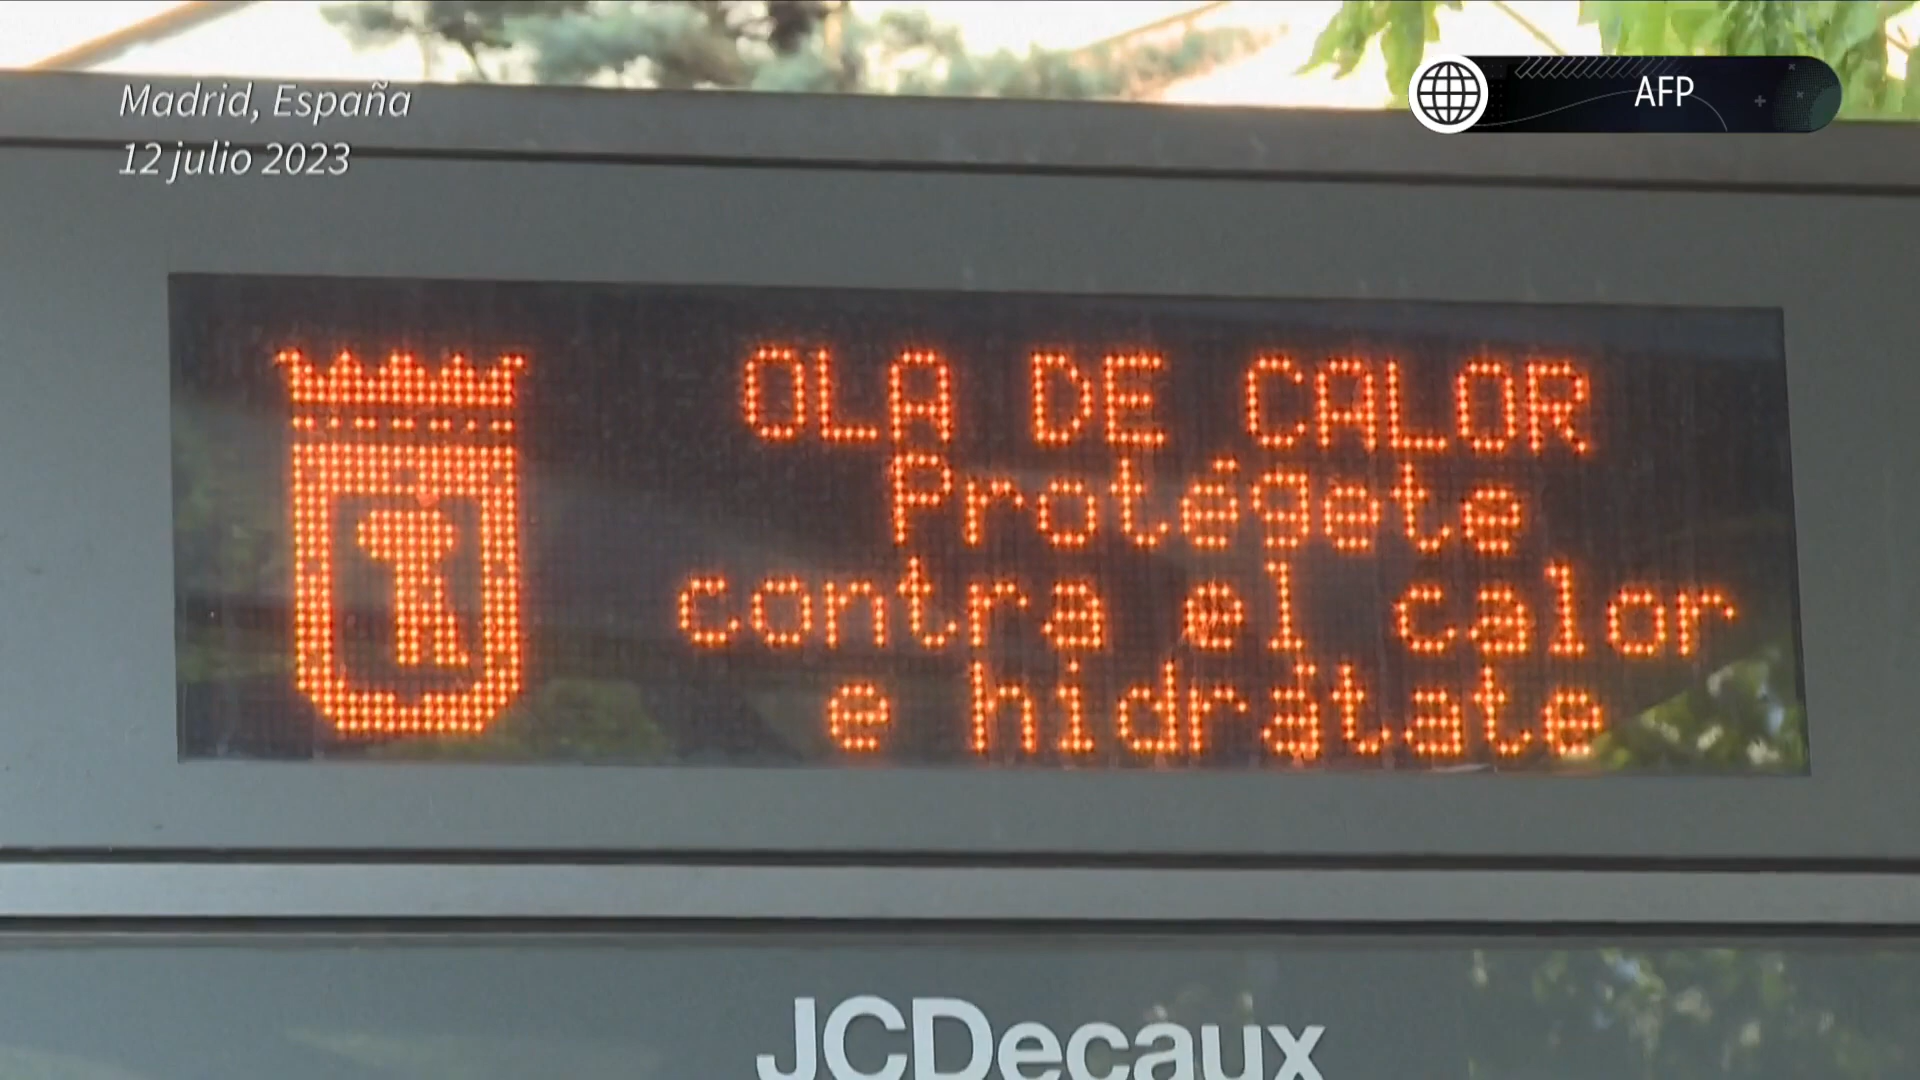 Madrid, España
12 julio 2023
AFP
OLA DE CALOR
Protégete
contra el calor
e hidrátate
JCDecaux